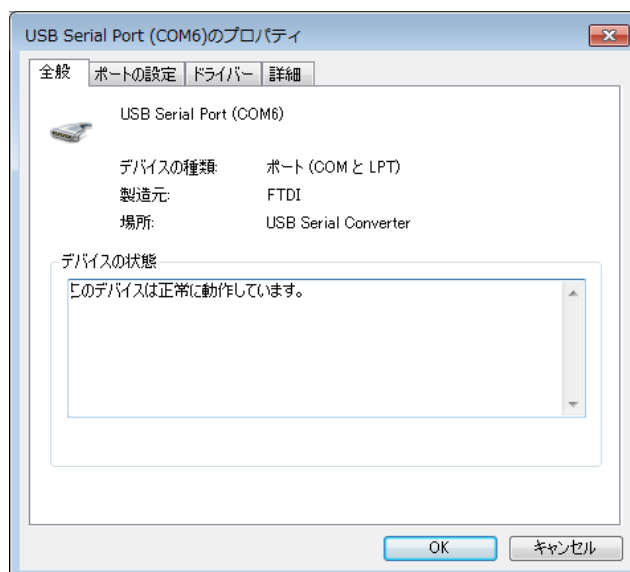 USB Serial Port (COM6)のプロパティ
全般 ポートの設定 ドライバー 詳細
USB Serial Port (COM6)
デバイスの種類: ポート (COM と LPT)
製造元: FTDI
場所: USB Serial Converter
デバイスの状態
このデバイスは正常に動作しています。
OK キャンセル